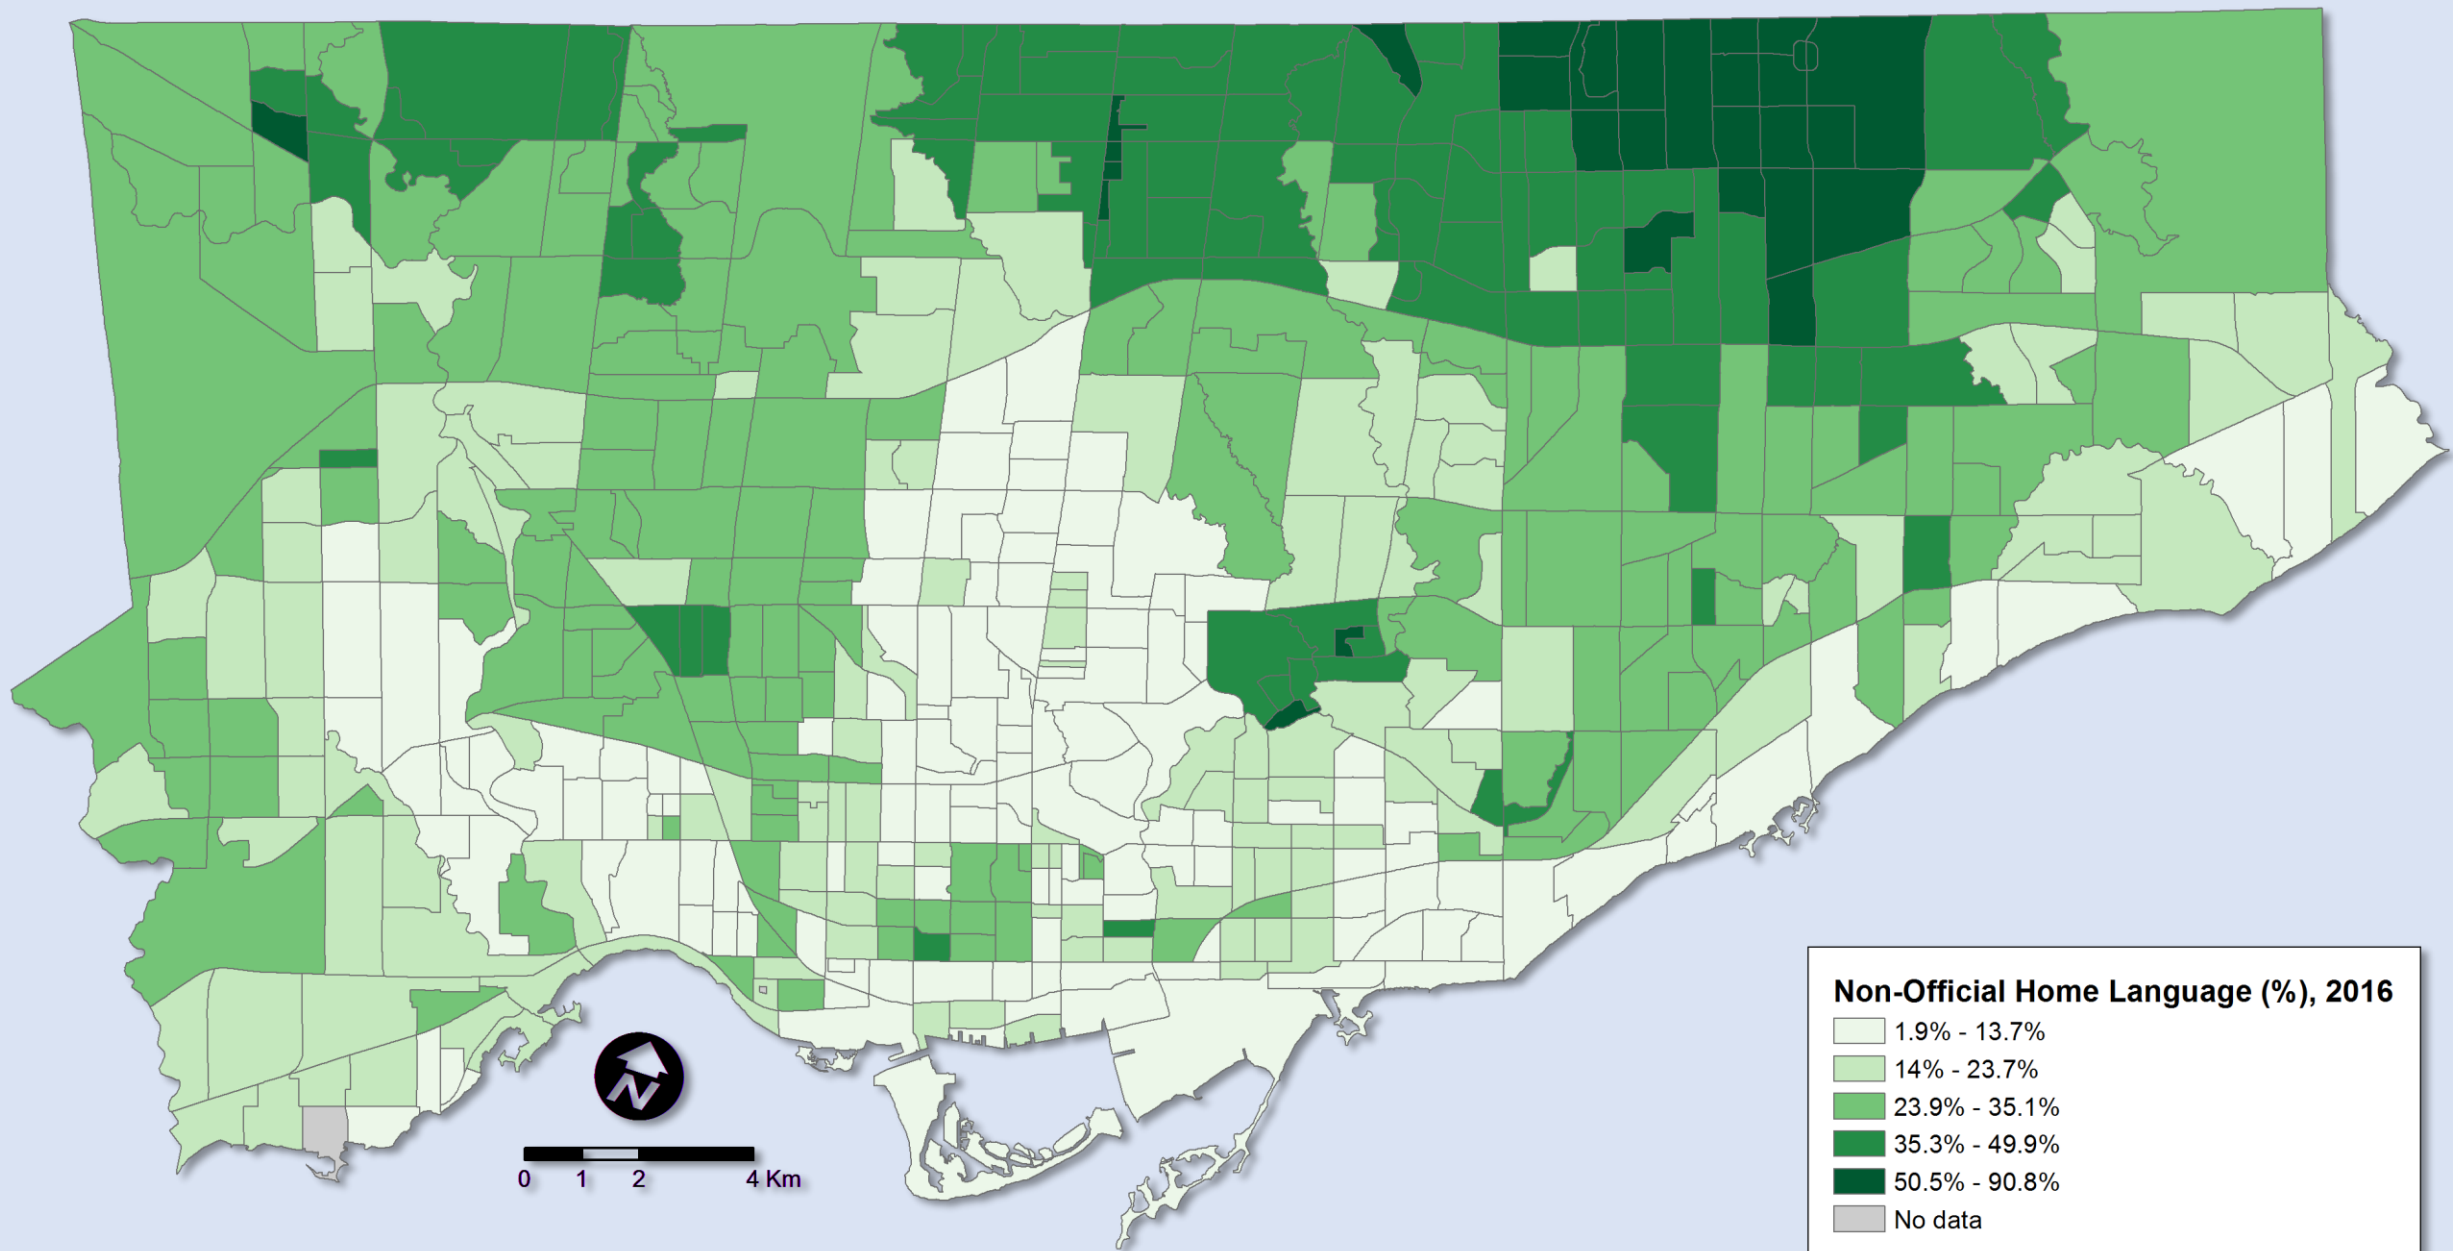 Non-Official Home Language (%), 2016
1.9% - 13.7%
14% - 23.7%
23.9% - 35.1%
35.3% - 49.9%
50.5% - 90.8%
No data
N
0 1 2 4 Km